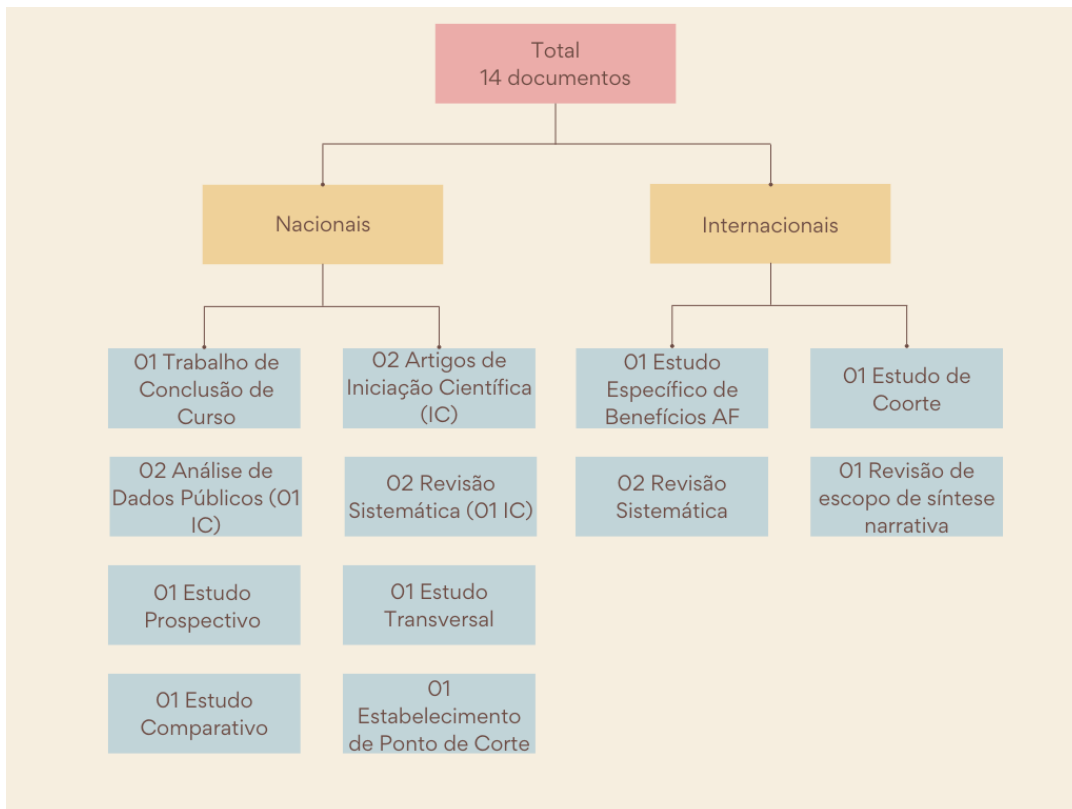 Total
14 documentos
Nacionais
Internacionais
01 Trabalho de
Conclusão de
Curso
02 Artigos de
Iniciação Científica
(IC)
01 Estudo
Específico de
Benefícios AF
01 Estudo de
Coorte
02 Análise de
Dados Públicos (01
IC)
02 Revisão
Sistemática (01 IC)
02 Revisão
Sistemática
01 Revisão de
escopo de síntese
narrativa
01 Estudo
Prospectivo
01 Estudo
Transversal
01 Estudo
Comparativo
01
Estabelecimento
de Ponto de Corte